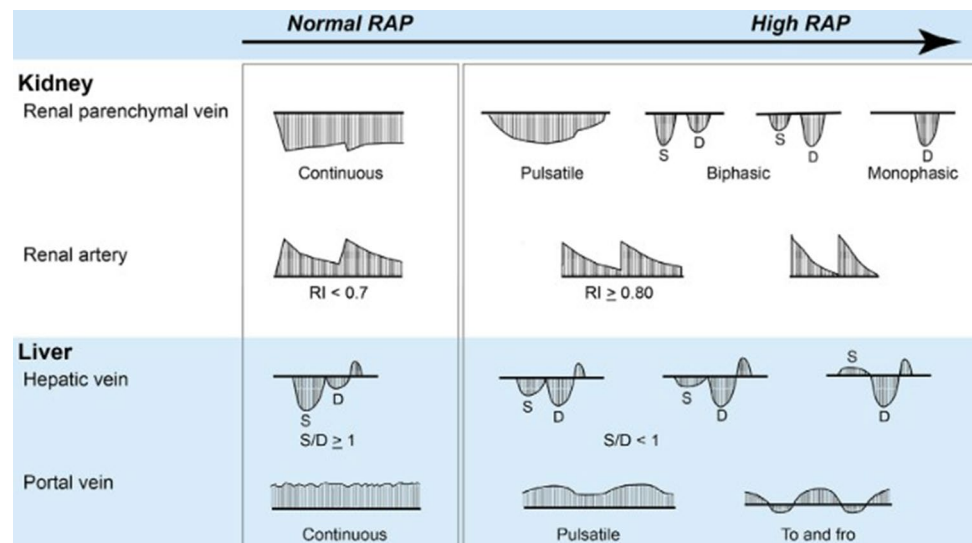 Normal RAP High RAP
Kidney
Renal parenchymal vein
S D S D D
Continuous Pulsatile Biphasic Monophasic
Renal artery
RI < 0.7 RI ≥ 0.80
Liver
Hepatic vein
S D S D S D S D
S/D ≥ 1 S/D < 1
Portal vein
Continuous Pulsatile To and fro